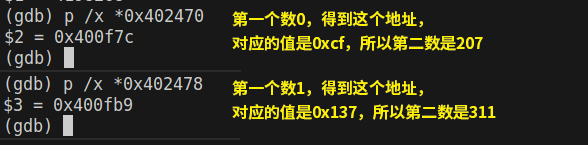 (gdb) p /x *0x402470
$2 = 0x400f7c
(gdb)
第一个数0，得到这个地址，
对应的值是0xcf，所以第二数是207
(gdb) p /x *0x402478
$3 = 0x400fb9
(gdb)
第一个数1，得到这个地址，
对应的值是0x137，所以第二数是311